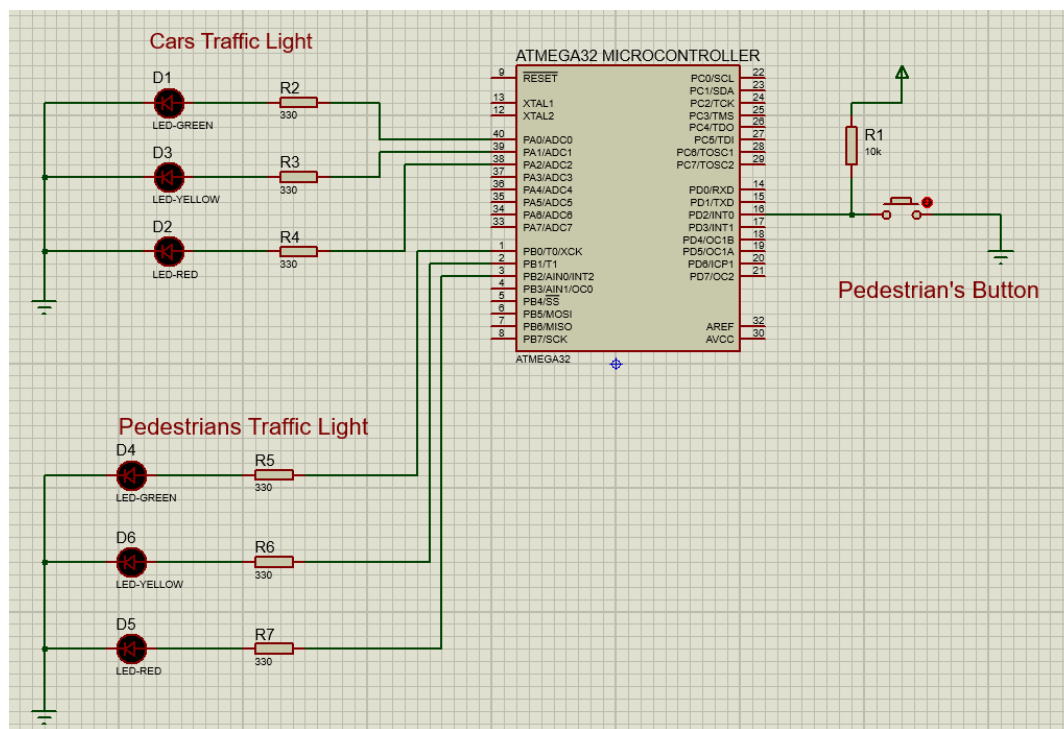 Cars Traffic Light
D1
LED-GREEN
R2
330
D3
LED-YELLOW
R3
330
D2
LED-RED
R4
330
ATMEGA32 MICROCONTROLLER
9 RESET
13 XTAL1
12 XTAL2
40 PA0/ADC0
39 PA1/ADC1
38 PA2/ADC2
37 PA3/ADC3
36 PA4/ADC4
35 PA5/ADC5
34 PA6/ADC6
33 PA7/ADC7
1 PB0/T0/XCK
2 PB1/T1
3 PB2/AIN0/INT2
4 PB3/AIN1/OC0
5 PB4/SS
6 PB5/MOSI
7 PB6/MISO
8 PB7/SCK
PC0/SCL 22
PC1/SDA 23
PC2/TCK 24
PC3/TMS 25
PC4/TDO 26
PC5/TDI 27
PC6/TOSC1 28
PC7/TOSC2 29
PD0/RXD 14
PD1/TXD 15
PD2/INT0 16
PD3/INT1 17
PD4/OC1B 18
PD5/OC1A 19
PD6/ICP1 20
PD7/OC2 21
AREF 32
AVCC 30
ATMEGA32
R1
10k
Pedestrian's Button
Pedestrians Traffic Light
D4
LED-GREEN
R5
330
D6
LED-YELLOW
R6
330
D5
LED-RED
R7
330